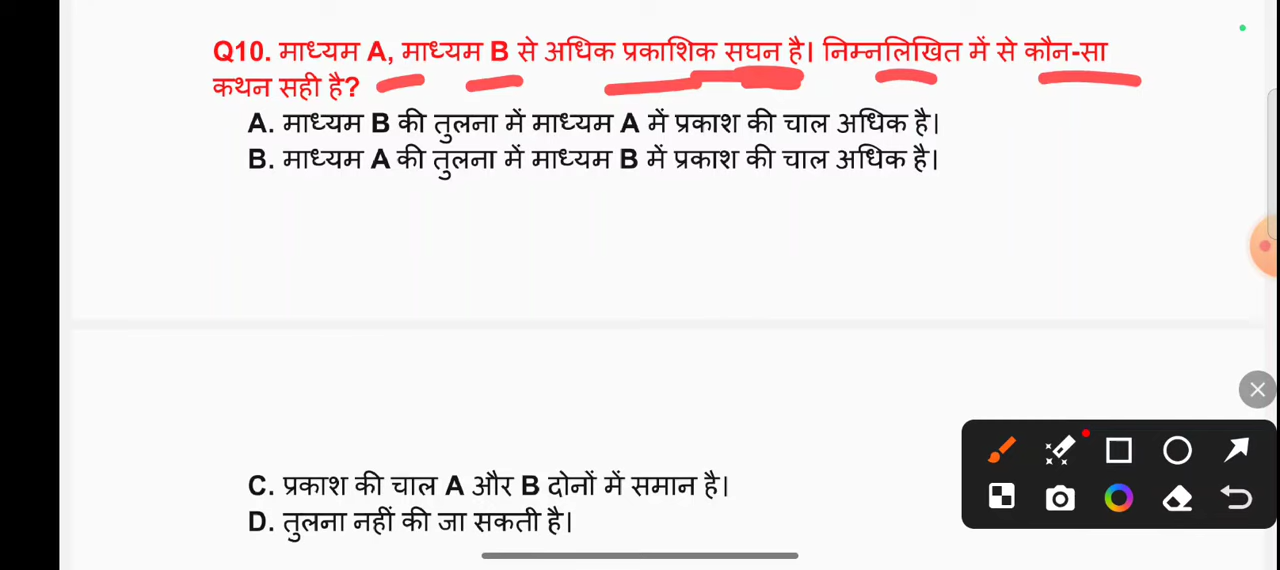 Q10. माध्यम A, माध्यम B से अधिक प्रकाशिक सघन है। निम्नलिखित में से कौन-सा
कथन सही है?
A. माध्यम B की तुलना में माध्यम A में प्रकाश की चाल अधिक है।
B. माध्यम A की तुलना में माध्यम B में प्रकाश की चाल अधिक है।
C. प्रकाश की चाल A और B दोनों में समान है।
D. तुलना नहीं की जा सकती है।